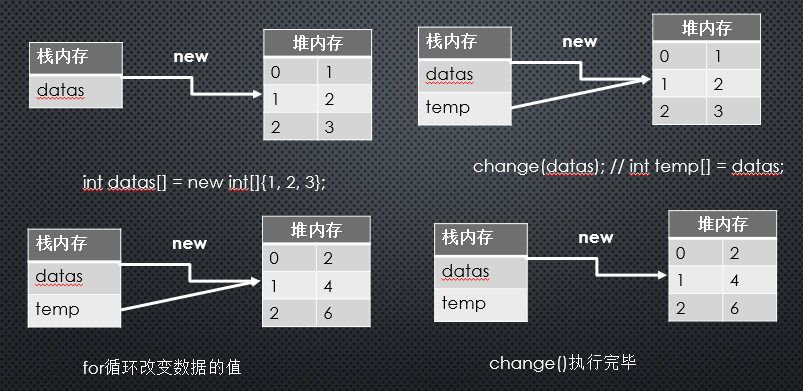 栈内存
datas
new
堆内存
0 1
1 2
2 3
int datas[] = new int[]{1, 2, 3};
栈内存
datas
temp
new
堆内存
0 1
1 2
2 3
change(datas); // int temp[] = datas;
栈内存
datas
temp
new
堆内存
0 2
1 4
2 6
for循环改变数据的值
栈内存
datas
temp
new
堆内存
0 2
1 4
2 6
change()执行完毕